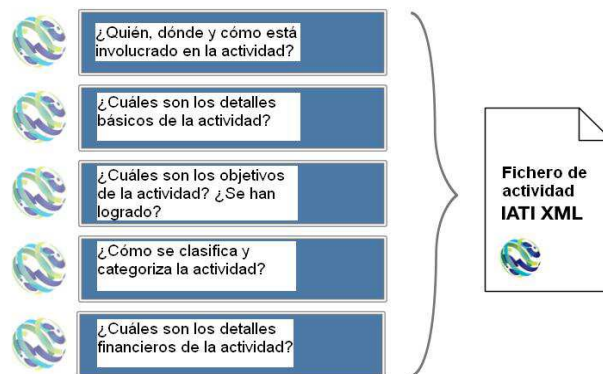 ¿Quién, dónde y cómo está
involucrado en la actividad?
¿Cuáles son los detalles
básicos de la actividad?
¿Cuáles son los objetivos
de la actividad? ¿Se han
logrado?
¿Cómo se clasifica y
categoriza la actividad?
¿Cuáles son los detalles
financieros de la actividad?
Fichero de
actividad
IATI XML